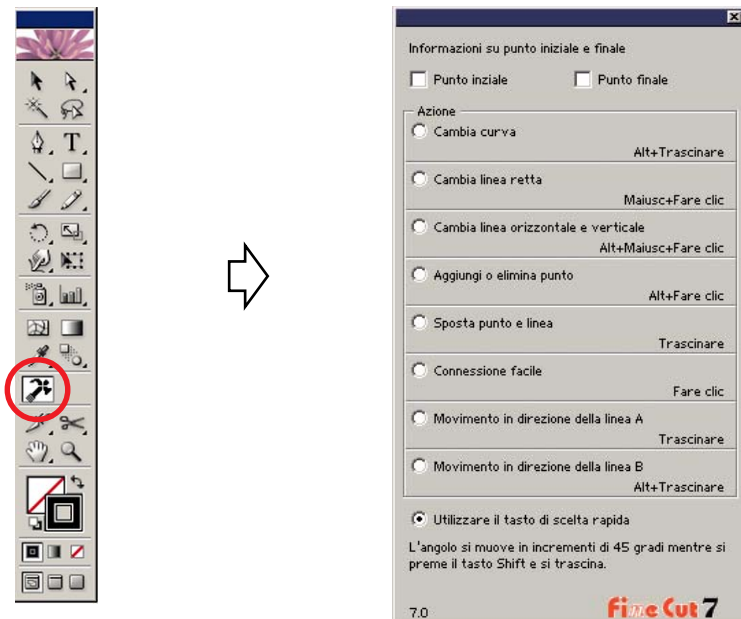 Informazioni su punto iniziale e finale
Punto inziale Punto finale
Azione
Cambia curva
Alt+Trascinare
Cambia linea retta
Maiusc+Fare clic
Cambia linea orizzontale e verticale
Alt+Maiusc+Fare clic
Aggiungi o elimina punto
Alt+Fare clic
Sposta punto e linea
Trascinare
Connessione facile
Fare clic
Movimento in direzione della linea A
Trascinare
Movimento in direzione della linea B
Alt+Trascinare
Utilizzare il tasto di scelta rapida
L'angolo si muove in incrementi di 45 gradi mentre si
preme il tasto Shift e si trascina.
7.0 Fine Cut 7
T